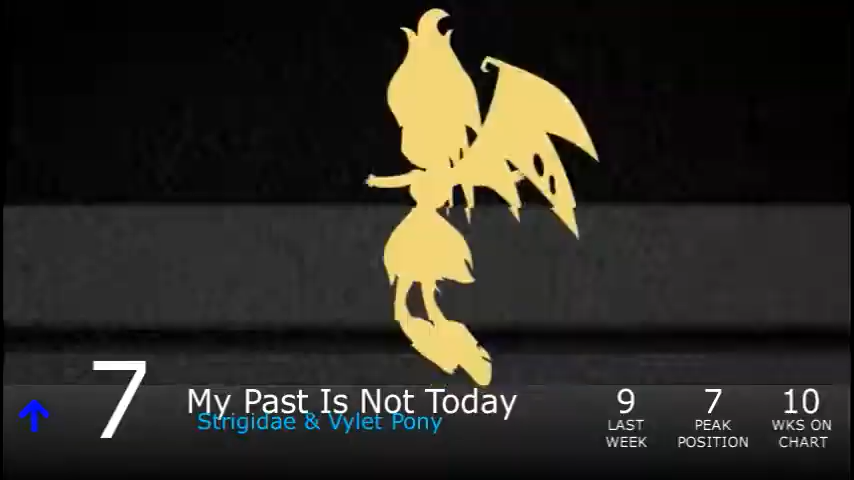 7
My Past Is Not Today
Strigidae & Vylet Pony
9
LAST
WEEK
7
PEAK
POSITION
10
WKS ON
CHART